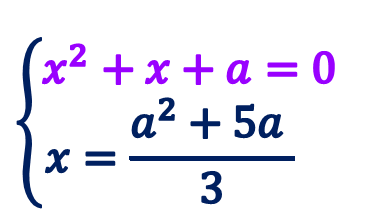 x² + x + a = 0
x = (a² + 5a)/3